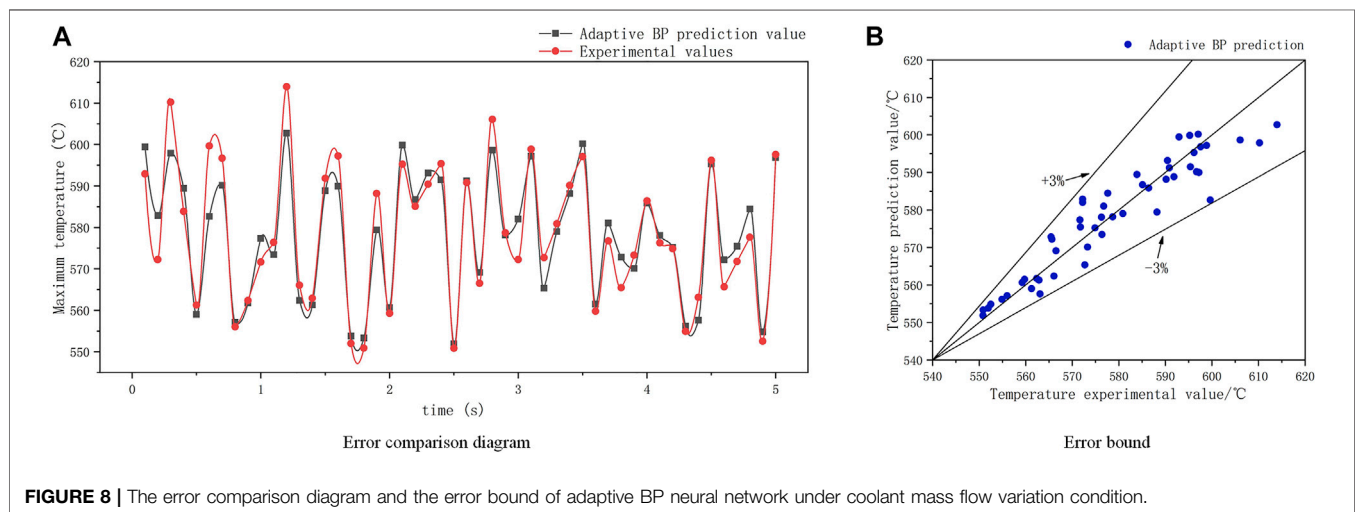 A
Adaptive BP prediction value
Experimental values
620
610
600
590
580
570
560
550
Maximum temperature (℃)
0
1
2
3
4
5
time (s)
Error comparison diagram
B
Adaptive BP prediction
620
610
600
590
580
570
560
550
540
Temperature prediction value/℃
+3%
-3%
540
550
560
570
580
590
600
610
620
Temperature experimental value/℃
Error bound
FIGURE 8 | The error comparison diagram and the error bound of adaptive BP neural network under coolant mass flow variation condition.